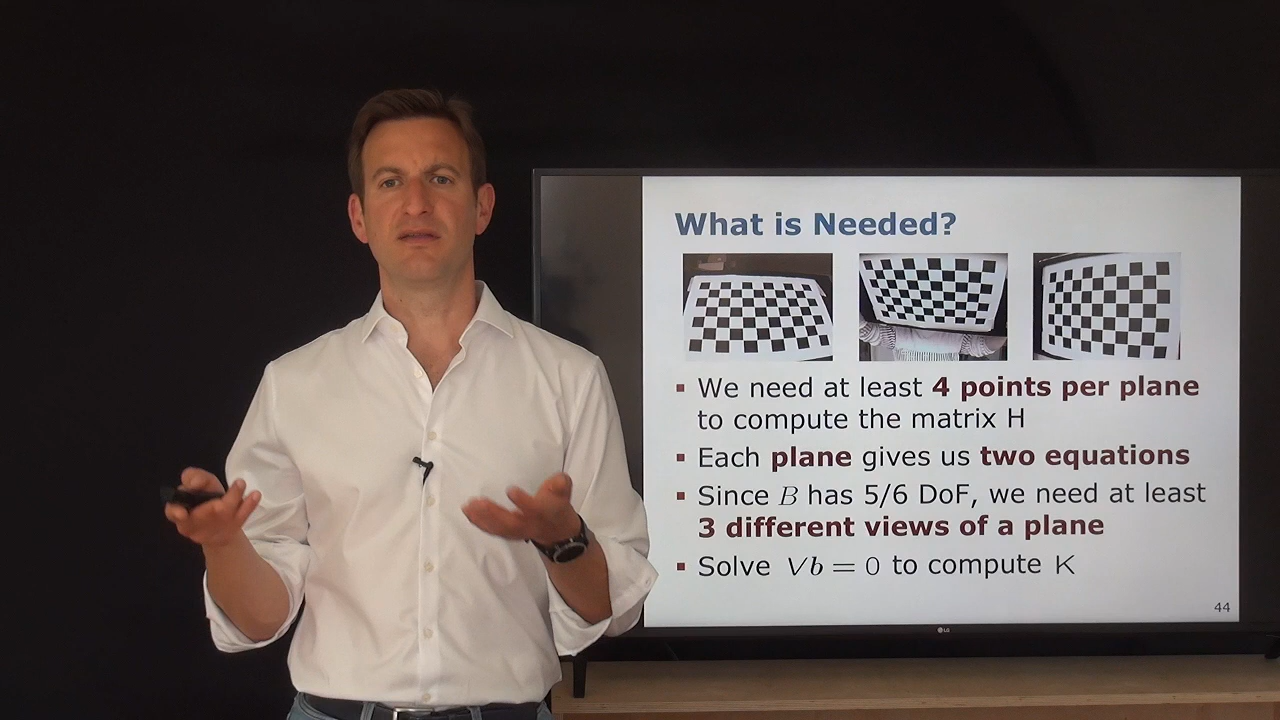 What is Needed?
▪ We need at least 4 points per plane
to compute the matrix H
▪ Each plane gives us two equations
▪ Since B has 5/6 DoF, we need at least
3 different views of a plane
▪ Solve Vb = 0 to compute K
44
LG